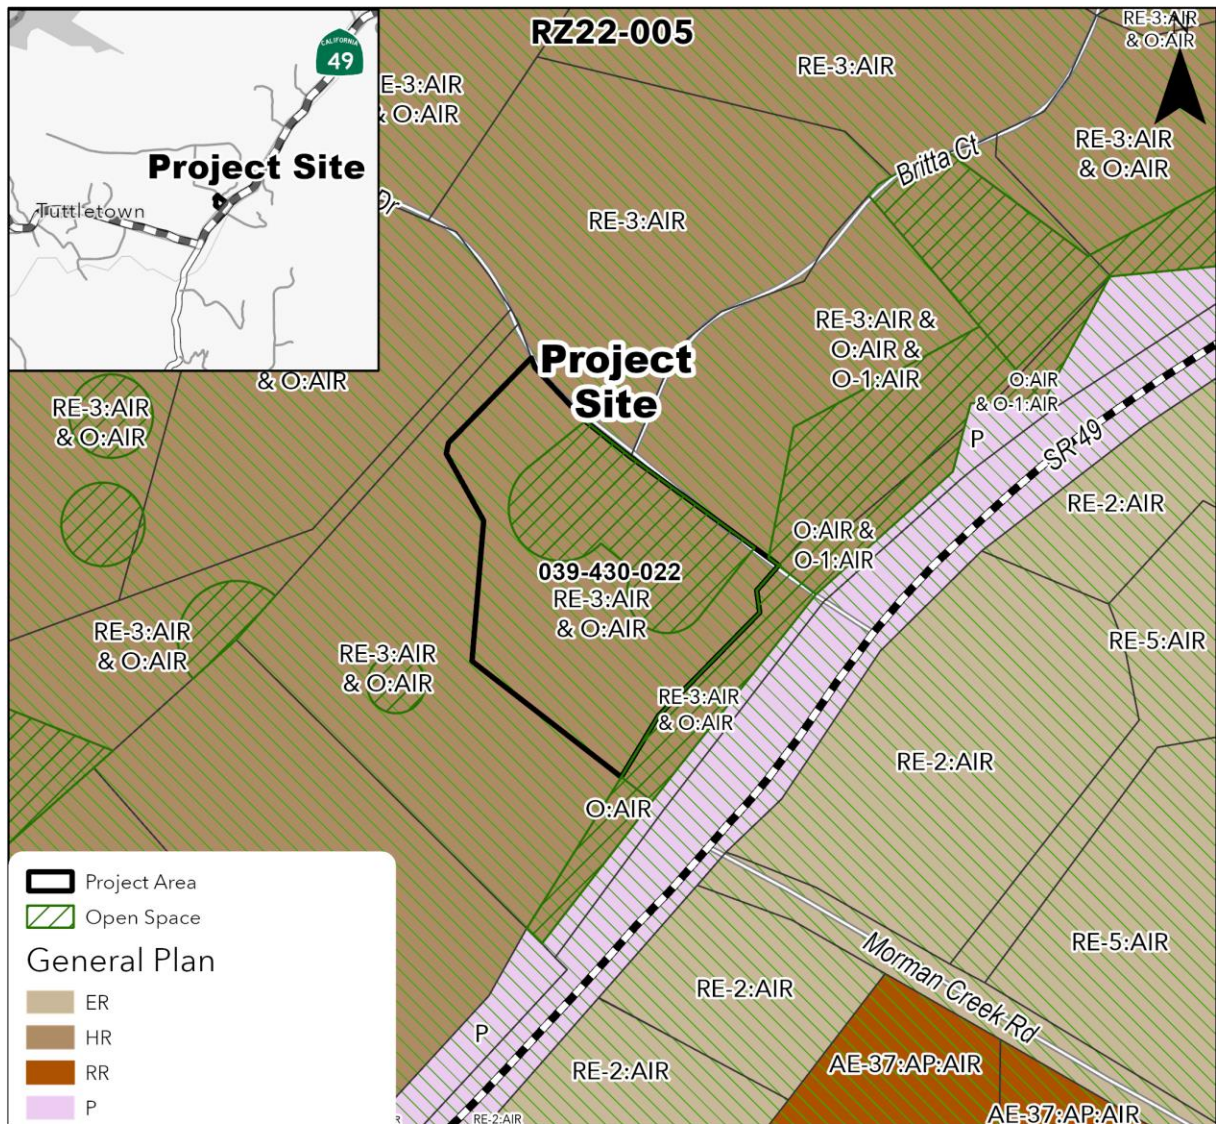 RZ22-005
CALIFORNIA
49
Project Site
Tuttletown
N
RE-3:AIR
& O:AIR
E-3:AIR
& O:AIR
RE-3:AIR
RE-3:AIR
& O:AIR
Britta Ct
Dr
RE-3:AIR
RE-3:AIR &
O:AIR &
O-1:AIR
Project
Site
& O:AIR
O:AIR
& O-1:AIR
RE-3:AIR
& O:AIR
P
SR 49
RE-2:AIR
O:AIR &
O-1:AIR
039-430-022
RE-3:AIR
& O:AIR
RE-3:AIR
& O:AIR
RE-3:AIR
& O:AIR
RE-5:AIR
RE-3:AIR
& O:AIR
RE-2:AIR
O:AIR
Project Area
Open Space
General Plan
ER
HR
RR
P
Morman Creek Rd
RE-5:AIR
RE-2:AIR
P
RE-2:AIR
AE-37:AP:AIR
AE-37:AP:AIR
R
RE-2:AIR